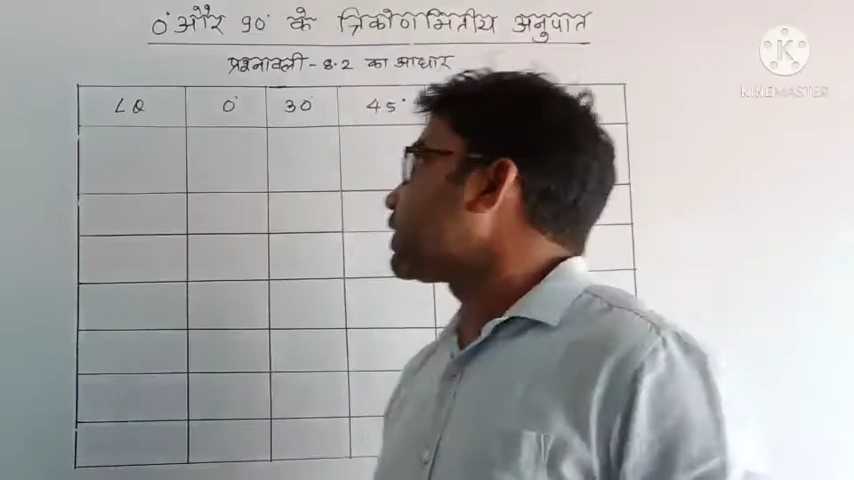 0° और 90° के त्रिकोणमितीय अनुपात
प्रश्नावली - 8.2 का आधार
∠θ 0° 30° 45°
KINEMASTER